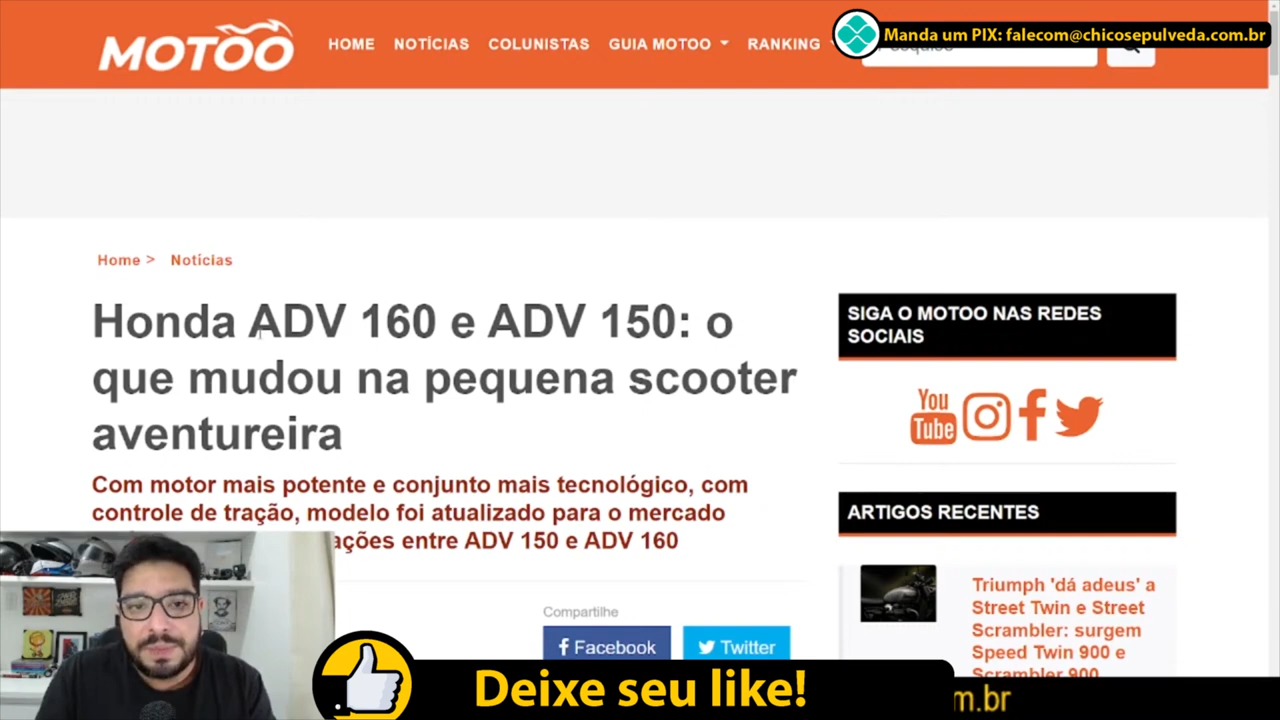 MOTOO
HOME NOTÍCIAS COLUNISTAS GUIA MOTOO RANKING
Manda um PIX: falecom@chicosepulveda.com.br
Home > Notícias
Honda ADV 160 e ADV 150: o
que mudou na pequena scooter
aventureira
Com motor mais potente e conjunto mais tecnológico, com
controle de tração, modelo foi atualizado para o mercado
ações entre ADV 150 e ADV 160
Compartilhe
Facebook Twitter
SIGA O MOTOO NAS REDES
SOCIAIS
You
Tube
ARTIGOS RECENTES
Triumph 'dá adeus' a
Street Twin e Street
Scrambler: surgem
Speed Twin 900 e
Scrambler 900
Deixe seu like!
m.br